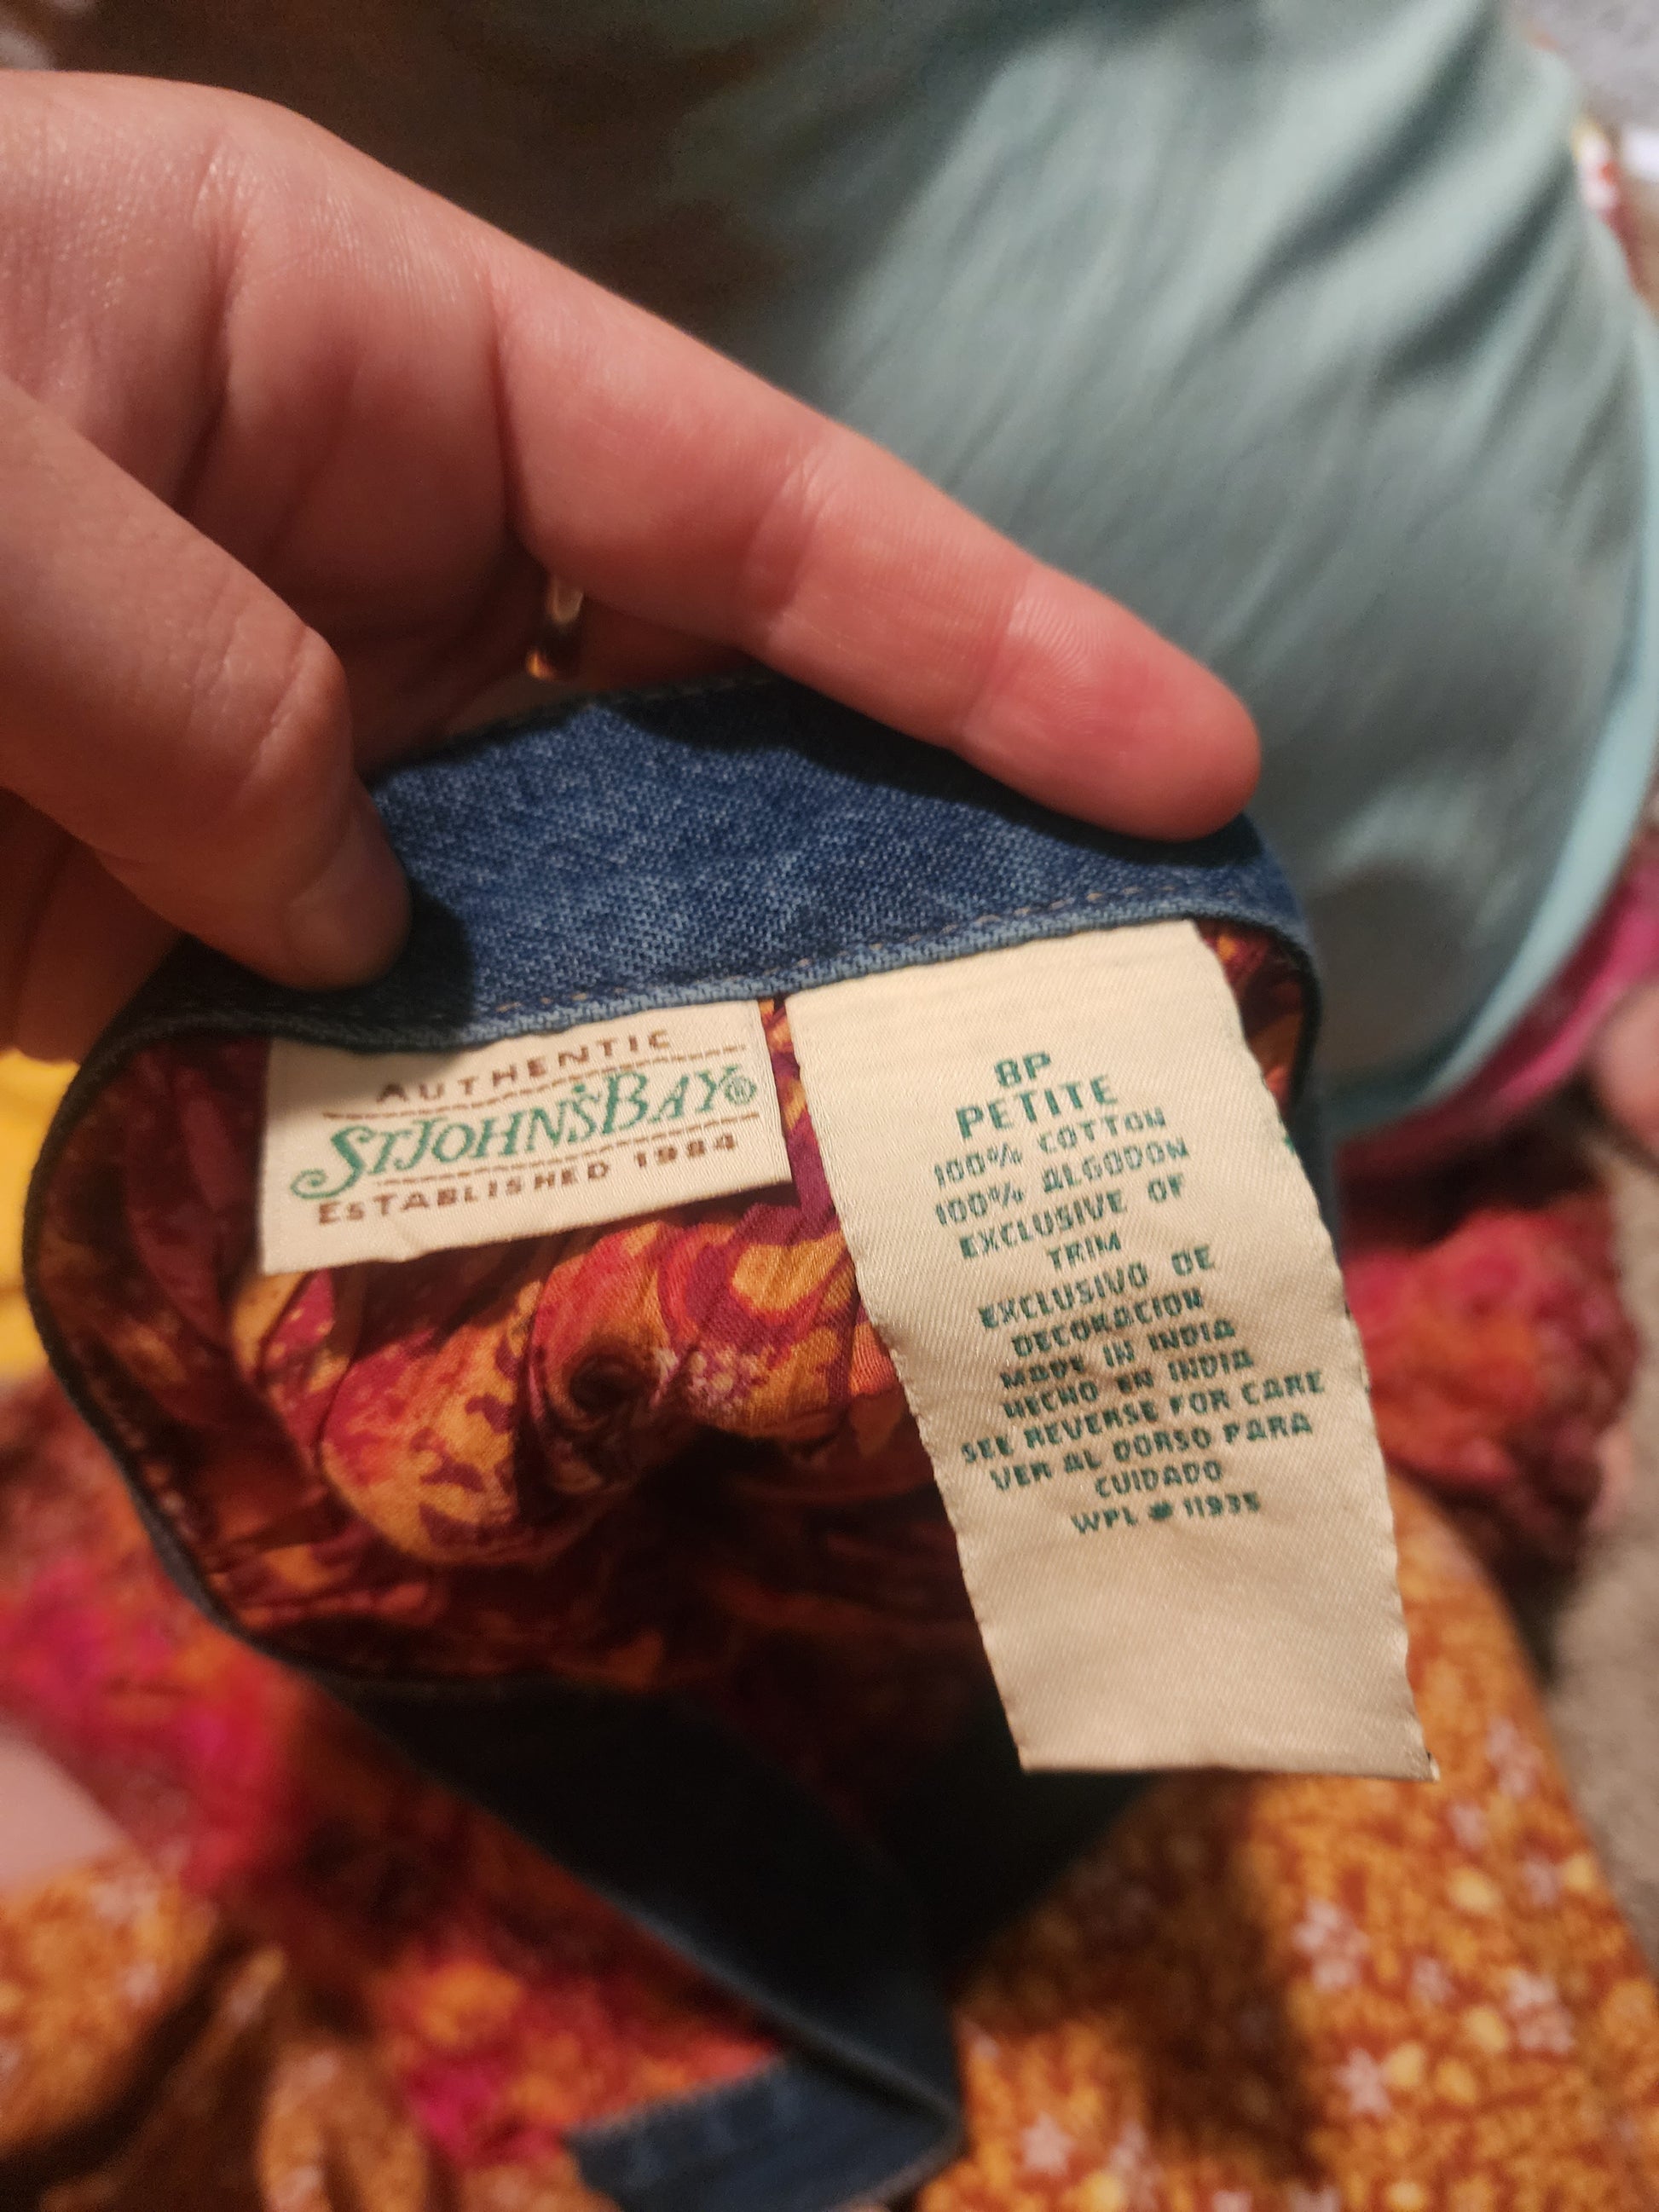 AUTHENTIC
ST. JOHN'S BAY®
ESTABLISHED 1984
8P
PETITE
100% COTTON
100% ALGODON
EXCLUSIVE OF
TRIM
EXCLUSIVO DE
DECORACION
MADE IN INDIA
HECHO EN INDIA
SEE REVERSE FOR CARE
VER AL DORSO PARA
CUIDADO
WPL # 11935